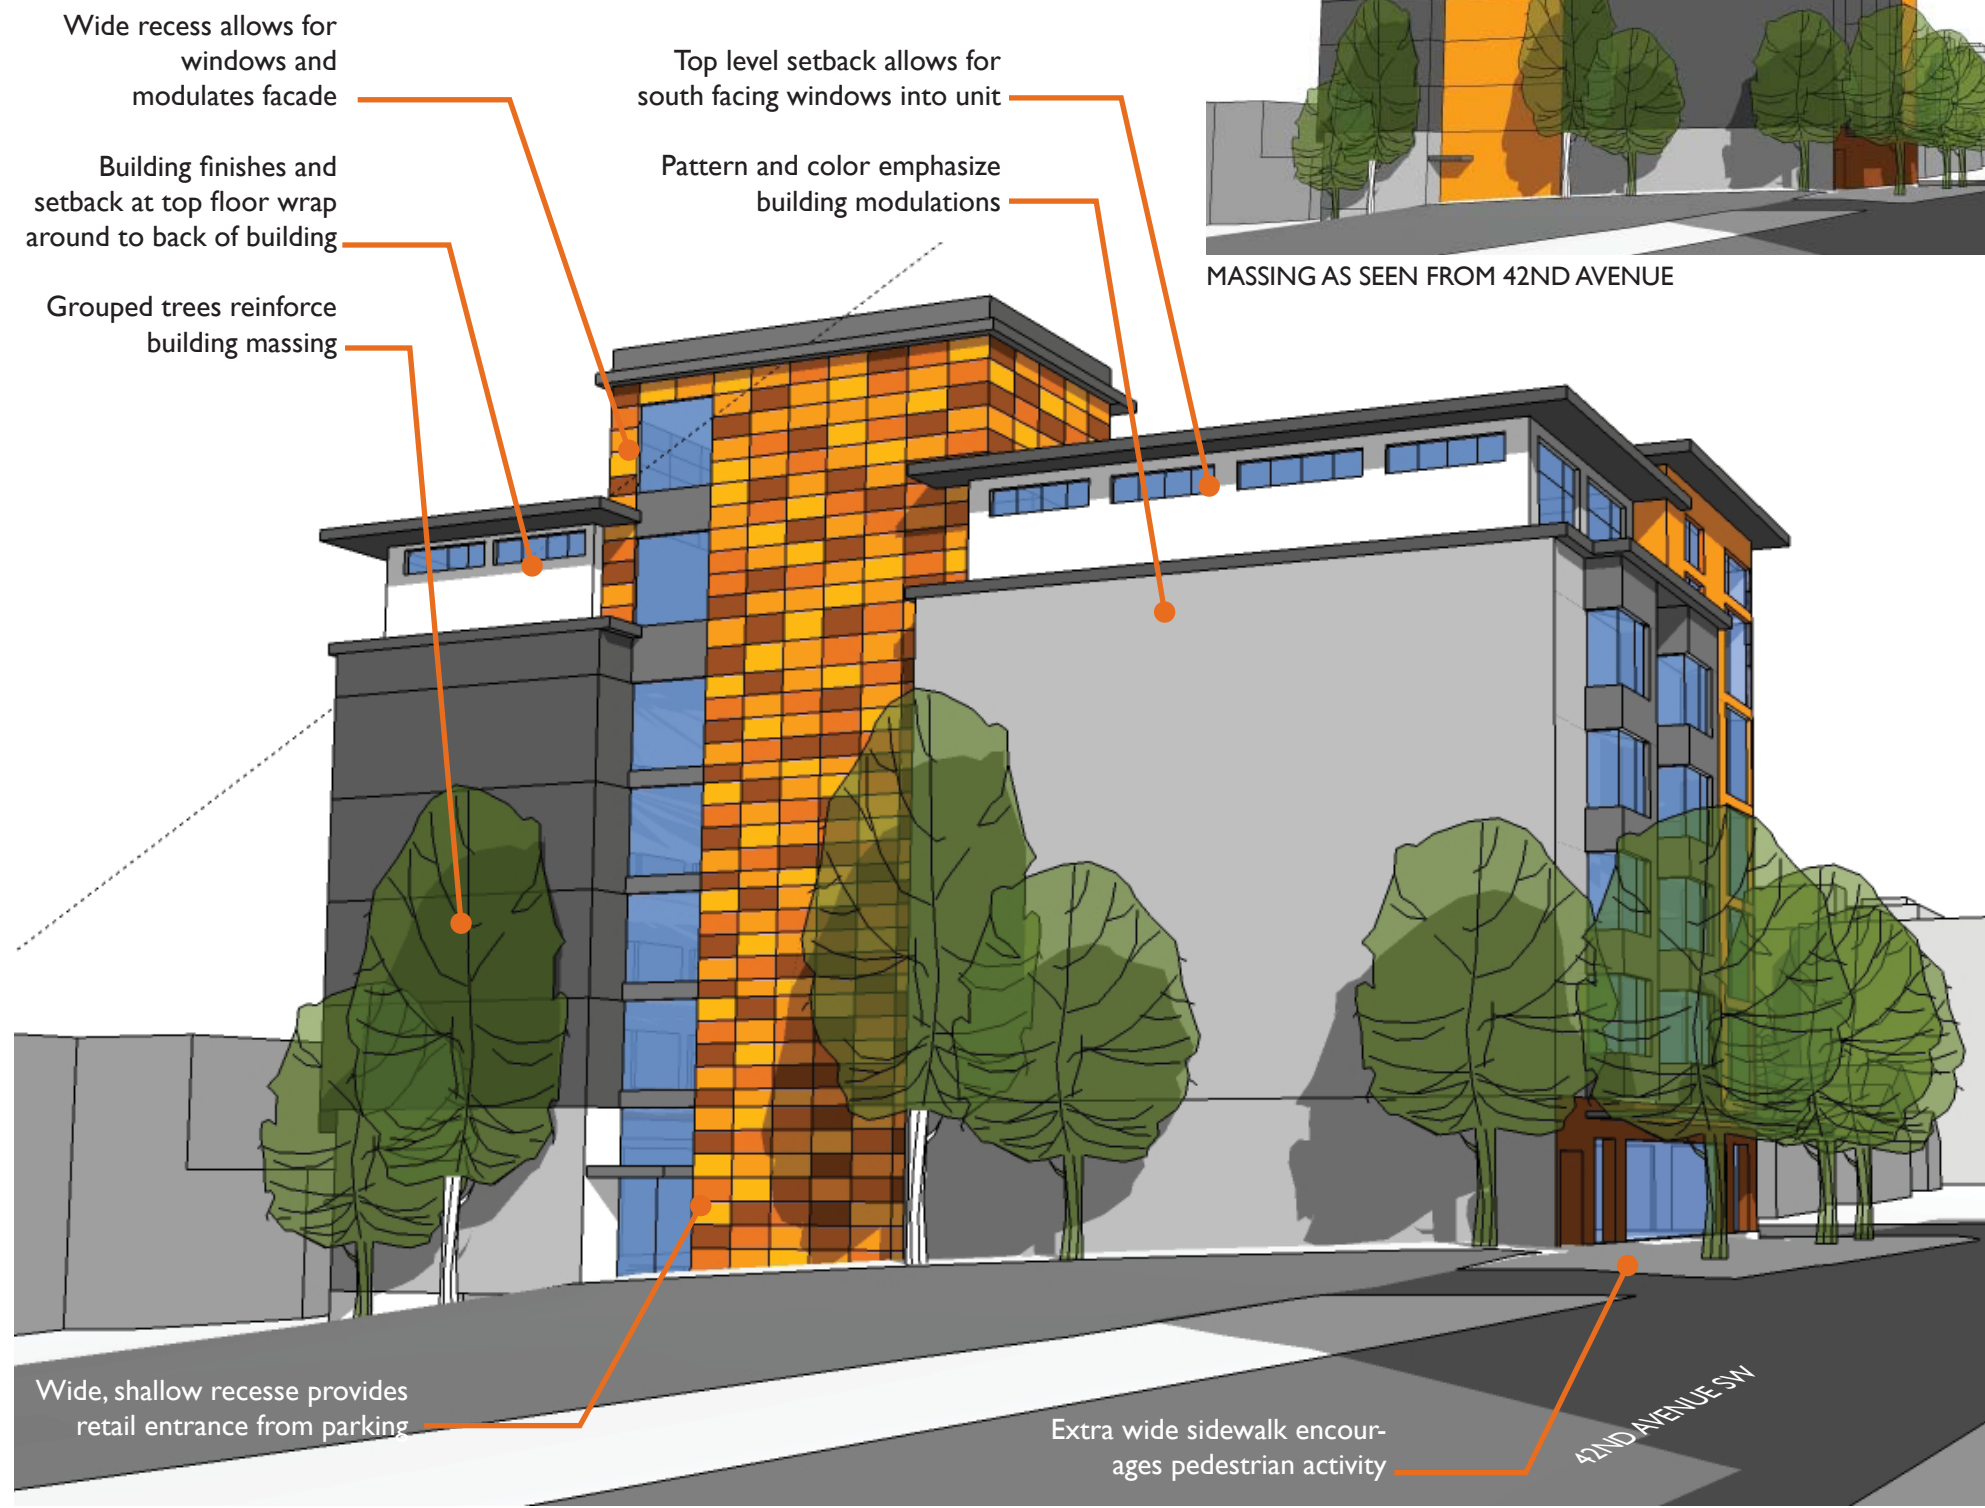 Wide recess allows for
windows and
modulates facade
Building finishes and
setback at top floor wrap
around to back of building
Grouped trees reinforce
building massing
Top level setback allows for
south facing windows into unit
Pattern and color emphasize
building modulations
MASSING AS SEEN FROM 42ND AVENUE
Wide, shallow recesse provides
retail entrance from parking
Extra wide sidewalk encour-
ages pedestrian activity
42ND AVENUE SW